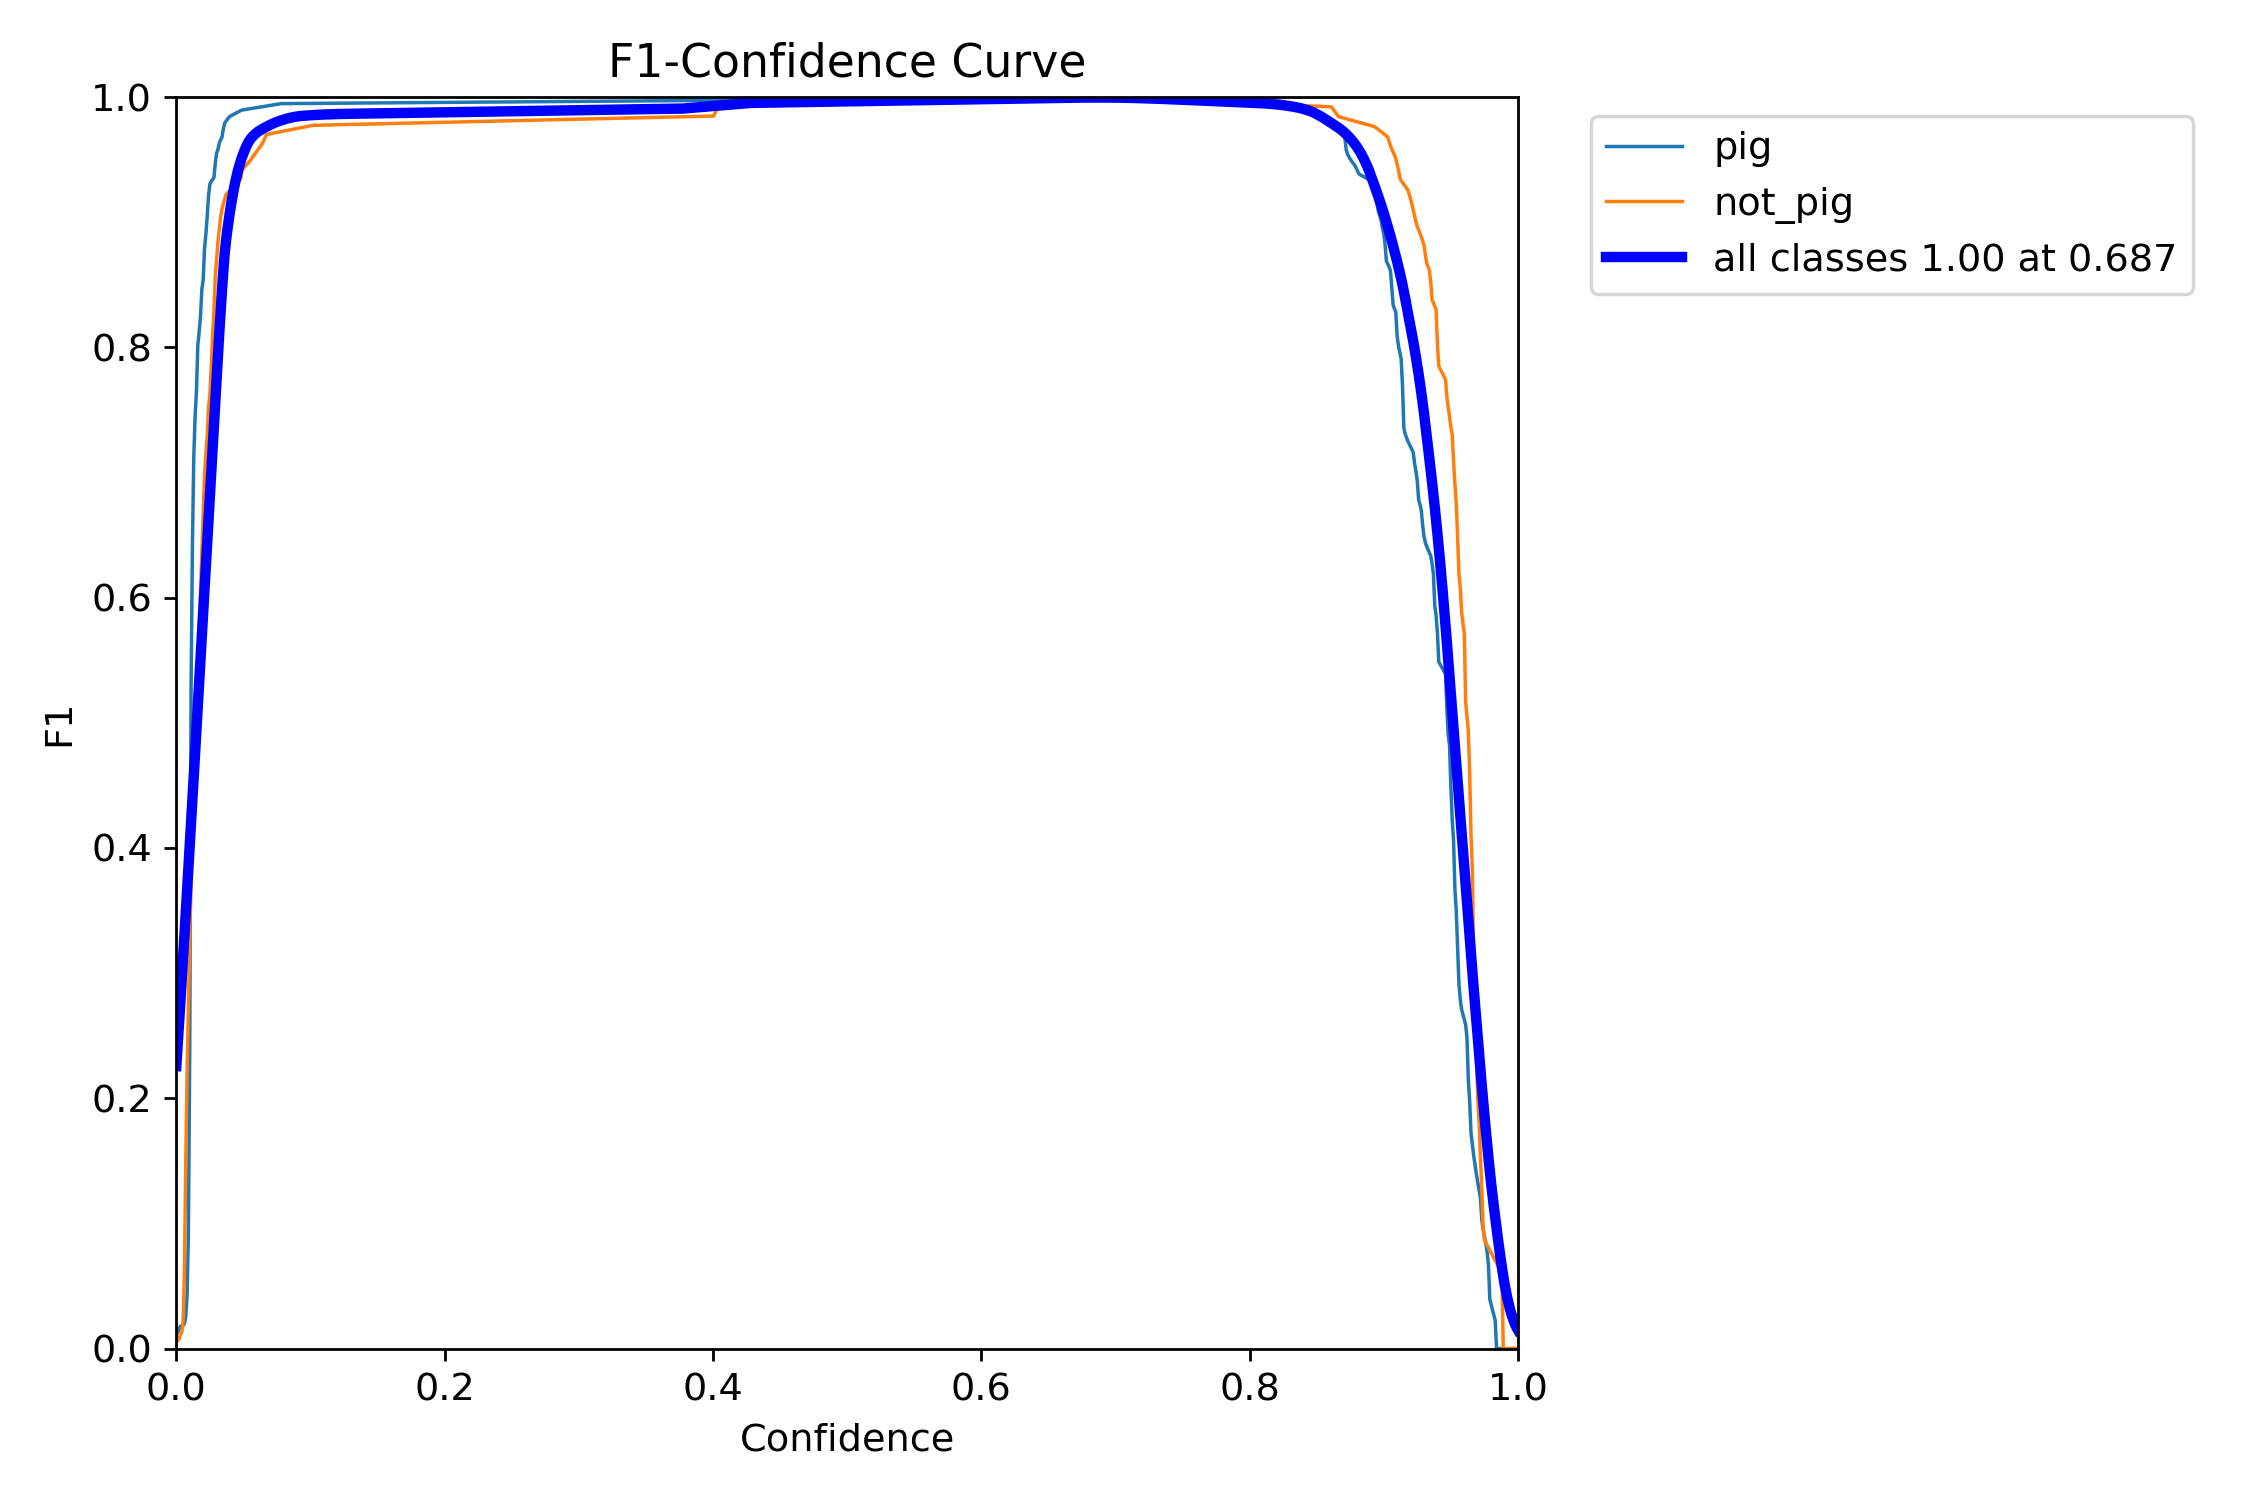 F1-Confidence Curve
pig
not_pig
all classes 1.00 at 0.687
F1
1.0
0.8
0.6
0.4
0.2
0.0
0.0 0.2 0.4 0.6 0.8 1.0
Confidence